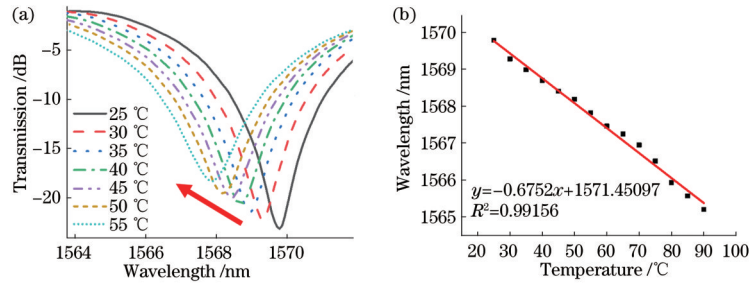 (a)
Transmission /dB
−5
−10
−15
−20
25 ℃
30 ℃
35 ℃
40 ℃
45 ℃
50 ℃
55 ℃
1564
1566
1568
1570
Wavelength /nm
(b)
Wavelength/nm
1570
1569
1568
1567
1566
1565
y=−0.6752x+1571.45097
R²=0.99156
20 30 40 50 60 70 80 90 100
Temperature /℃